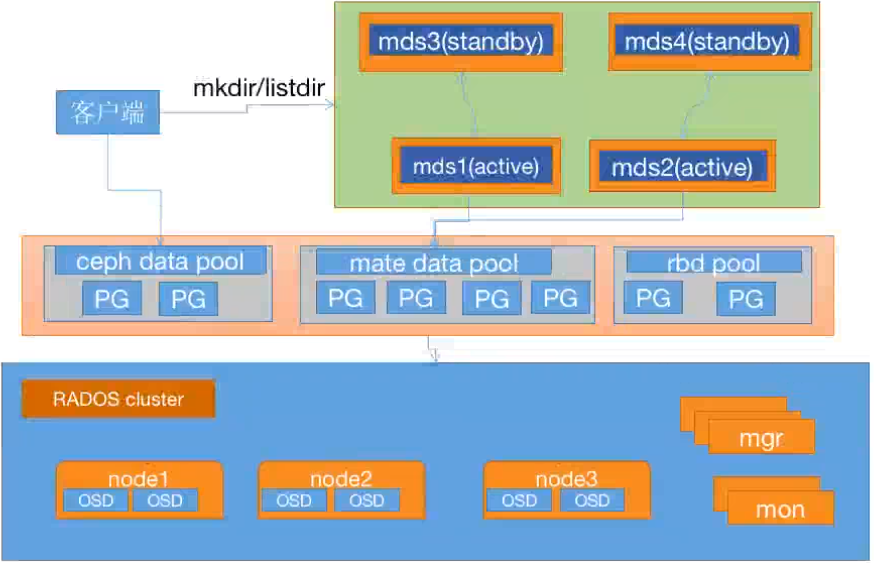 mds3(standby)
mds4(standby)
mkdir/listdir
客户端
mds1(active)
mds2(active)
ceph data pool
mate data pool
rbd pool
PG
PG
PG
PG
PG
PG
PG
PG
RADOS cluster
mgr
node1
node2
node3
OSD
OSD
OSD
OSD
OSD
OSD
mon